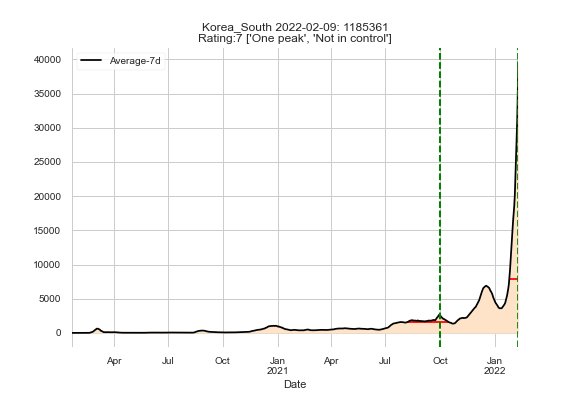 Korea_South 2022-02-09: 1185361
Rating:7 ['One peak', 'Not in control']
Average-7d
40000
35000
30000
25000
20000
15000
10000
5000
0
Apr Jul Oct Jan Apr Jul Oct Jan
2021 2022
Date